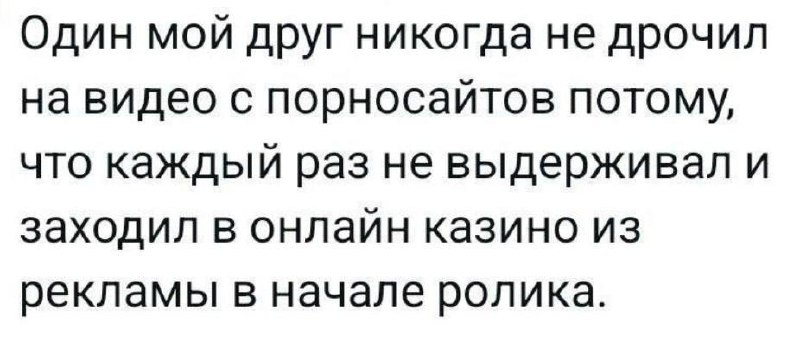 Один мой друг никогда не дрочил
на видео с порносайтов потому,
что каждый раз не выдерживал и
заходил в онлайн казино из
рекламы в начале ролика.